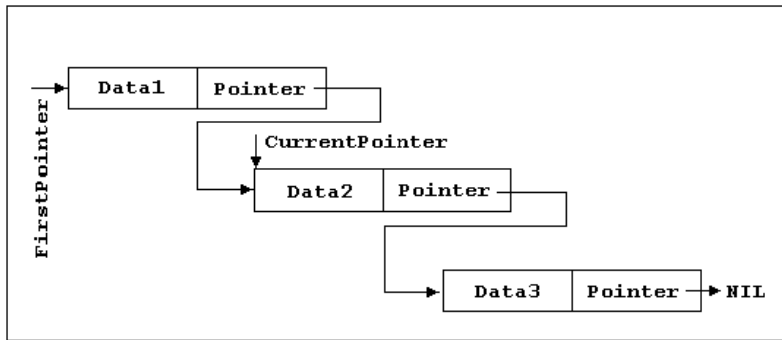 Data1 Pointer
FirstPointer
CurrentPointer
Data2 Pointer
Data3 Pointer NIL